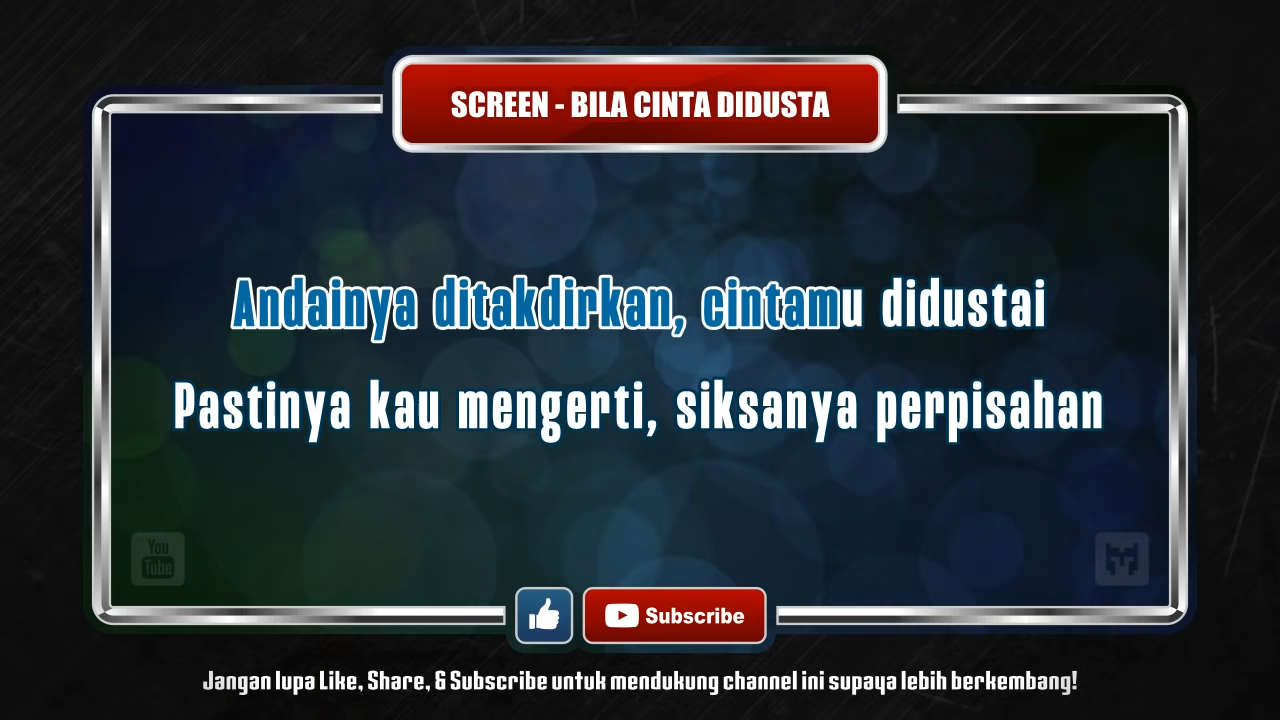 SCREEN - BILA CINTA DIDUSTA
Andainya ditakdirkan, cintamu didustai
Pastinya kau mengerti, siksanya perpisahan
You
Tube
Subscribe
Jangan lupa Like, Share, & Subscribe untuk mendukung channel ini supaya lebih berkembang!